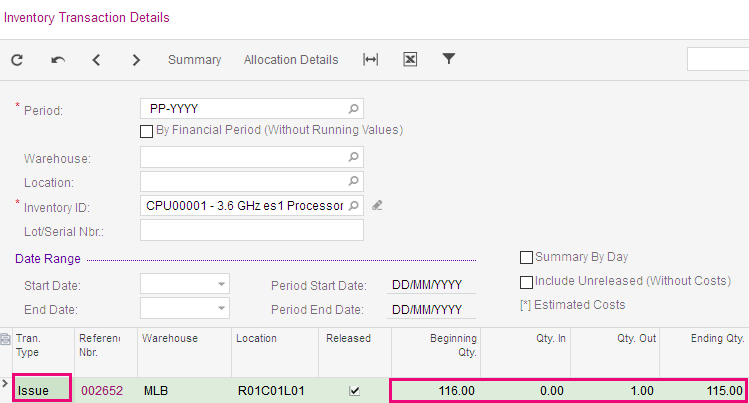 Inventory Transaction Details
Summary Allocation Details
* Period: PP-YYYY
By Financial Period (Without Running Values)
Warehouse:
Location:
* Inventory ID: CPU00001 - 3.6 GHz es1 Processor
Lot/Serial Nbr.:
Date Range
Summary By Day
Start Date: Period Start Date: DD/MM/YYYY
Include Unreleased (Without Costs)
End Date: Period End Date: DD/MM/YYYY
[*] Estimated Costs
Tran. Type Referenc Nbr. Warehouse Location Released Beginning Qty. Qty. In Qty. Out Ending Qty.
Issue 002652 MLB R01C01L01 116.00 0.00 1.00 115.00